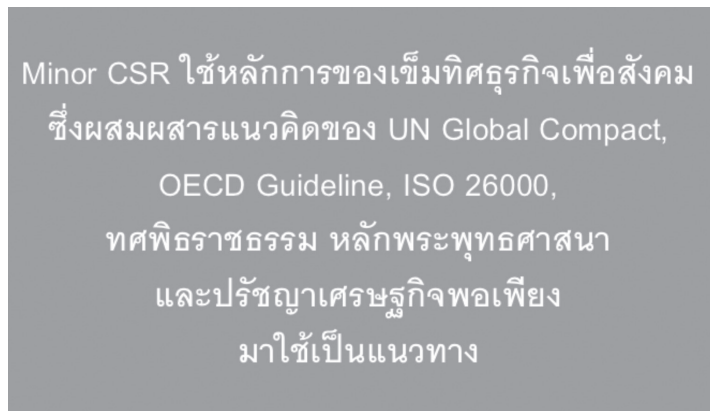 Minor CSR ใช้หลักการของเข็มทิศธุรกิจเพื่อสังคม
ซึ่งผสมผสารแนวคิดของ UN Global Compact,
OECD Guideline, ISO 26000,
ทศพิธราชธรรม หลักพระพุทธศาสนา
และปรัชญาเศรษฐกิจพอเพียง
มาใช้เป็นแนวทาง